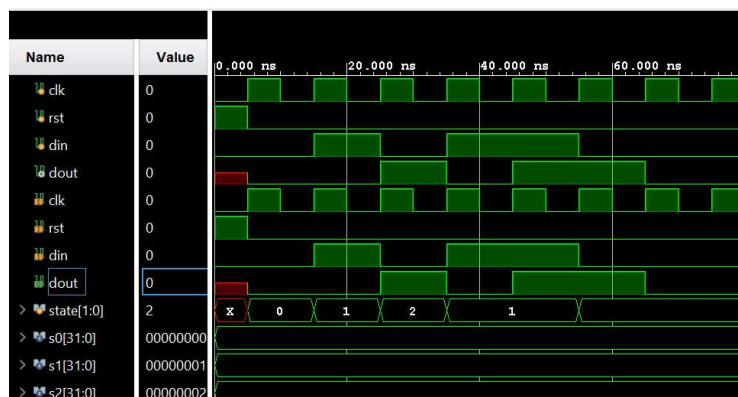 Name Value 0.000 ns 20.000 ns 40.000 ns 60.000 ns
clk 0
rst 0
din 0
dout 0
clk 0
rst 0
din 0
dout 0
> state[1:0] 2 X 0 1 2 1
> s0[31:0] 00000000
> s1[31:0] 00000001
> s2[31:0] 00000002